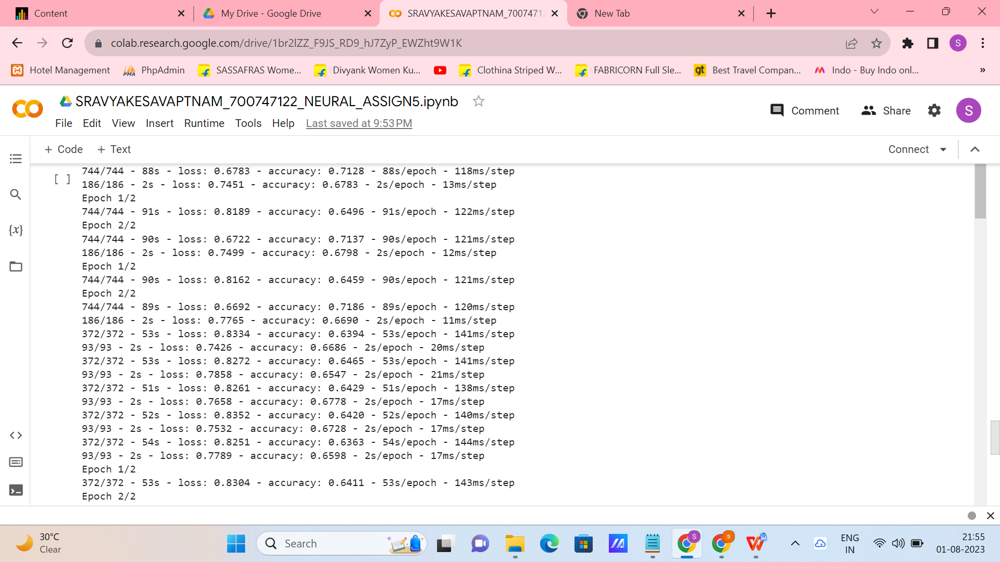 Content
My Drive - Google Drive
SRAVYAKESAVAPTNAM_7007471
New Tab
colab.research.google.com/drive/1br2lZZ_F9JS_RD9_hJ7ZyP_EWZht9W1K
S
Hotel Management
PMA
PhpAdmin
SASSAFRAS Wome...
Divyank Women Ku...
Clothina Striped W...
FABRICORN Full Sle...
gt
Best Travel Compan...
Indo - Buy Indo onl...
»
SRAVYAKESAVAPTNAM_700747122_NEURAL_ASSIGN5.ipynb
Comment
Share
S
File Edit View Insert Runtime Tools Help Last saved at 9:53 PM
+ Code + Text
Connect
[ ]
744/744 - 88s - loss: 0.6783 - accuracy: 0.7128 - 88s/epoch - 118ms/step
186/186 - 2s - loss: 0.7451 - accuracy: 0.6783 - 2s/epoch - 13ms/step
Epoch 1/2
744/744 - 91s - loss: 0.8189 - accuracy: 0.6496 - 91s/epoch - 122ms/step
Epoch 2/2
744/744 - 90s - loss: 0.6722 - accuracy: 0.7137 - 90s/epoch - 121ms/step
186/186 - 2s - loss: 0.7499 - accuracy: 0.6798 - 2s/epoch - 12ms/step
Epoch 1/2
744/744 - 90s - loss: 0.8162 - accuracy: 0.6459 - 90s/epoch - 121ms/step
Epoch 2/2
744/744 - 89s - loss: 0.6692 - accuracy: 0.7186 - 89s/epoch - 120ms/step
186/186 - 2s - loss: 0.7765 - accuracy: 0.6690 - 2s/epoch - 11ms/step
372/372 - 53s - loss: 0.8334 - accuracy: 0.6394 - 53s/epoch - 141ms/step
93/93 - 2s - loss: 0.7426 - accuracy: 0.6686 - 2s/epoch - 20ms/step
372/372 - 53s - loss: 0.8272 - accuracy: 0.6465 - 53s/epoch - 141ms/step
93/93 - 2s - loss: 0.7858 - accuracy: 0.6547 - 2s/epoch - 21ms/step
372/372 - 51s - loss: 0.8261 - accuracy: 0.6429 - 51s/epoch - 138ms/step
93/93 - 2s - loss: 0.7658 - accuracy: 0.6778 - 2s/epoch - 17ms/step
372/372 - 52s - loss: 0.8352 - accuracy: 0.6420 - 52s/epoch - 140ms/step
93/93 - 2s - loss: 0.7532 - accuracy: 0.6728 - 2s/epoch - 17ms/step
372/372 - 54s - loss: 0.8251 - accuracy: 0.6363 - 54s/epoch - 144ms/step
93/93 - 2s - loss: 0.7789 - accuracy: 0.6598 - 2s/epoch - 17ms/step
Epoch 1/2
372/372 - 53s - loss: 0.8304 - accuracy: 0.6411 - 53s/epoch - 143ms/step
Epoch 2/2
{x}
30°C
Clear
Search
S
S
W
ENG
IN
21:55
01-08-2023